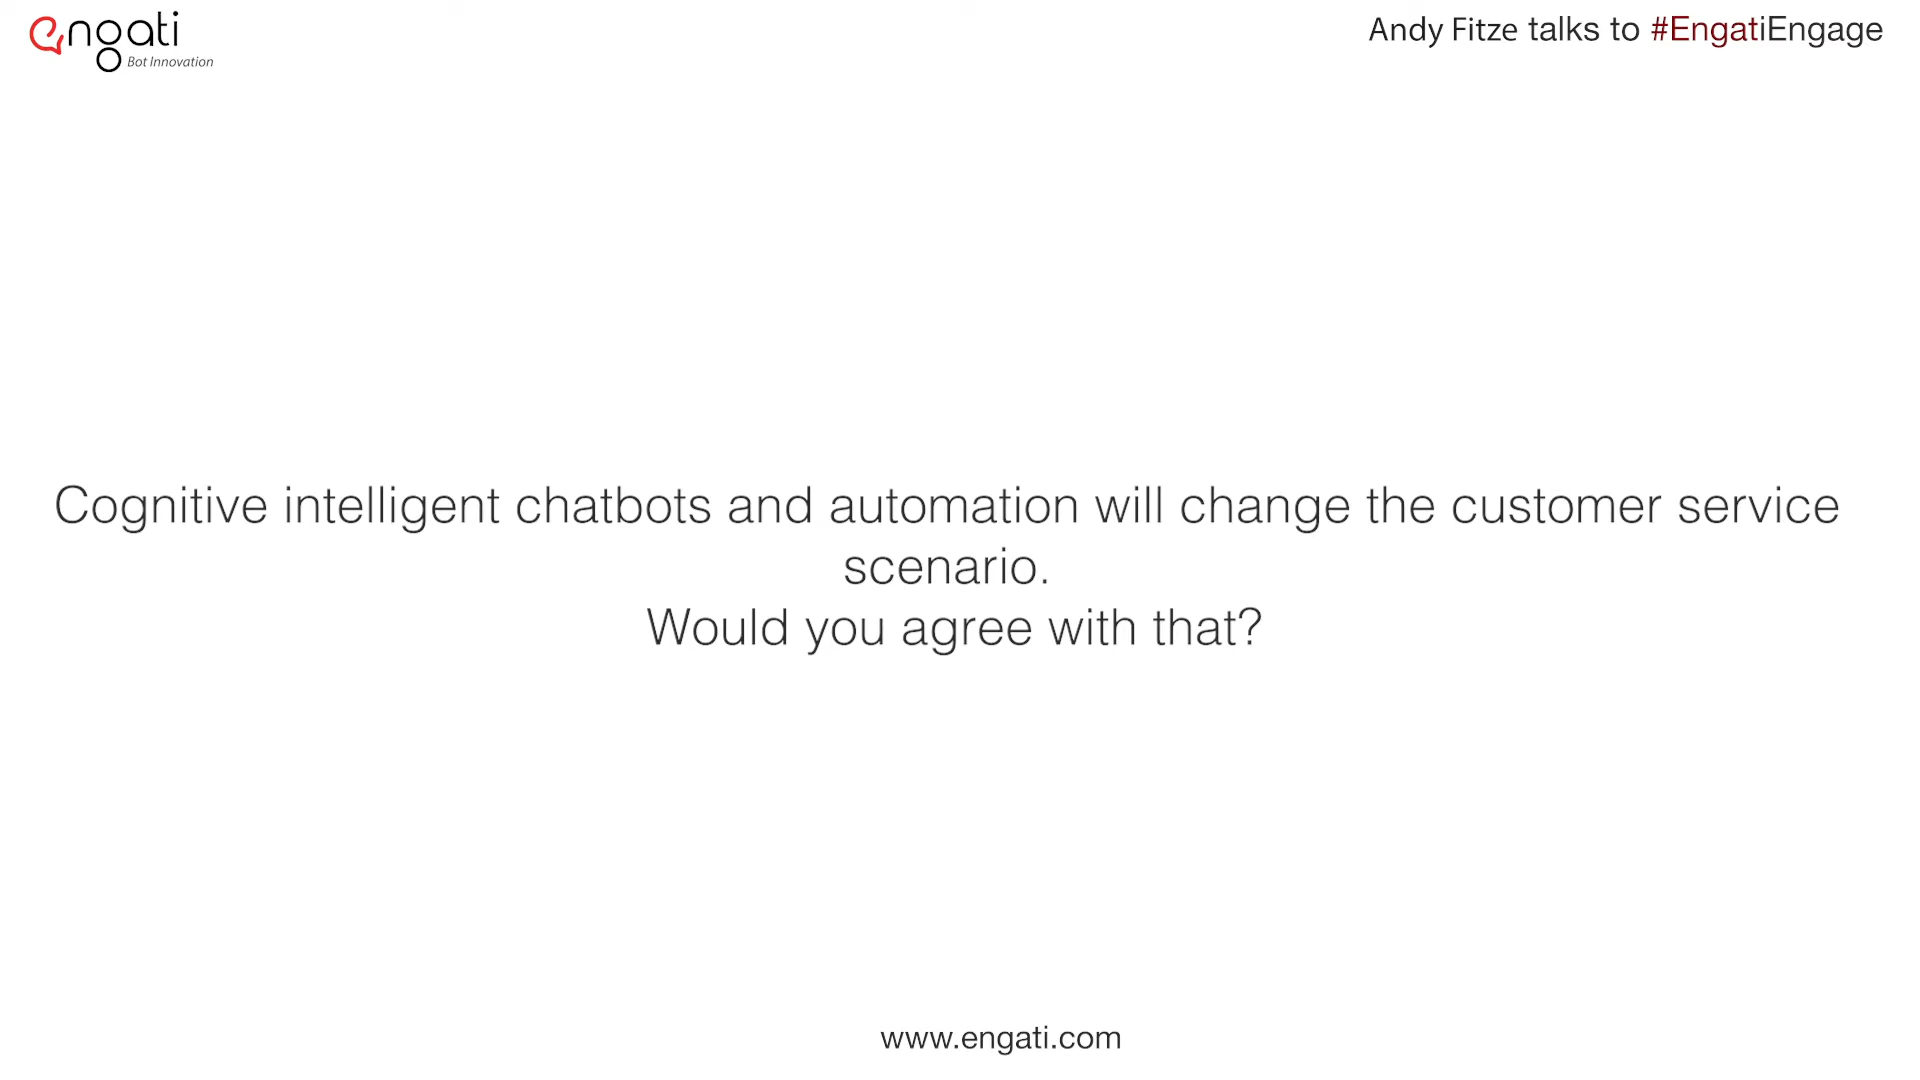 engati
Bot Innovation
Andy Fitze talks to #EngatiEngage
Cognitive intelligent chatbots and automation will change the customer service
scenario.
Would you agree with that?
www.engati.com